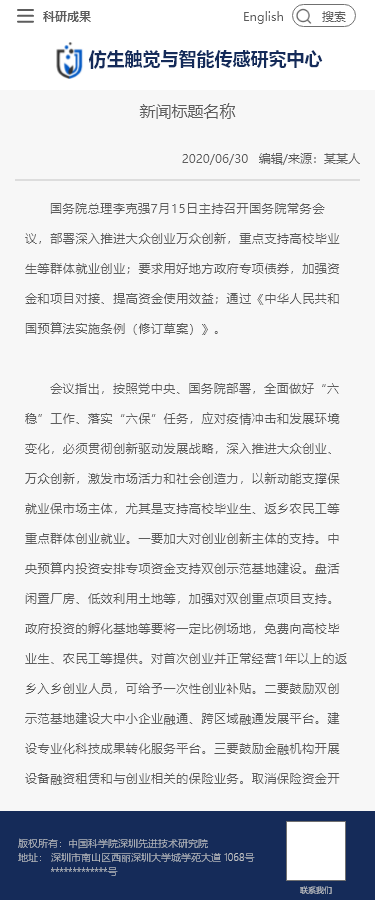 科研成果
English
搜索
仿生触觉与智能传感研究中心
新闻标题名称
2020/06/30 编辑/来源：某某人
国务院总理李克强7月15日主持召开国务院常务会
议，部署深入推进大众创业万众创新，重点支持高校毕业
生等群体就业创业；要求用好地方政府专项债券，加强资
金和项目对接、提高资金使用效益；通过《中华人民共和
国预算法实施条例（修订草案）》。
会议指出，按照党中央、国务院部署，全面做好“六
稳”工作、落实“六保”任务，应对疫情冲击和发展环境
变化，必须贯彻创新驱动发展战略，深入推进大众创业、
万众创新，激发市场活力和社会创造力，以新动能支撑保
就业保市场主体，尤其是支持高校毕业生、返乡农民工等
重点群体创业就业。一要加大对创业创新主体的支持。中
央预算内投资安排专项资金支持双创示范基地建设。盘活
闲置厂房、低效利用土地等，加强对双创重点项目支持。
政府投资的孵化基地等要将一定比例场地，免费向高校毕
业生、农民工等提供。对首次创业并正常经营1年以上的返
乡入乡创业人员，可给予一次性创业补贴。二要鼓励双创
示范基地建设大中小企业融通、跨区域融通发展平台。建
设专业化科技成果转化服务平台。三要鼓励金融机构开展
设备融资租赁和与创业相关的保险业务。取消保险资金开
版权所有：中国科学院深圳先进技术研究院
地址： 深圳市南山区西丽深圳大学城学苑大道 1068号
*************号
联系我们